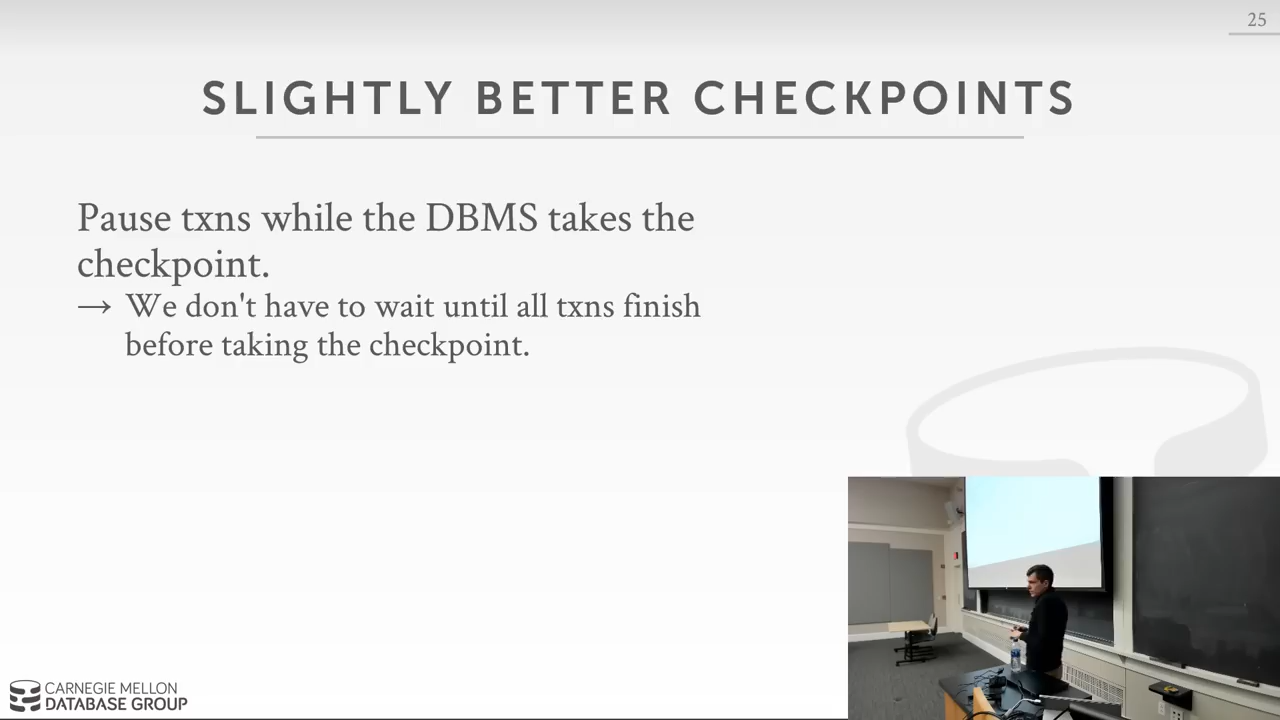 25
SLIGHTLY BETTER CHECKPOINTS
Pause txns while the DBMS takes the
checkpoint.
→ We don't have to wait until all txns finish
before taking the checkpoint.
CARNEGIE MELLON
DATABASE GROUP